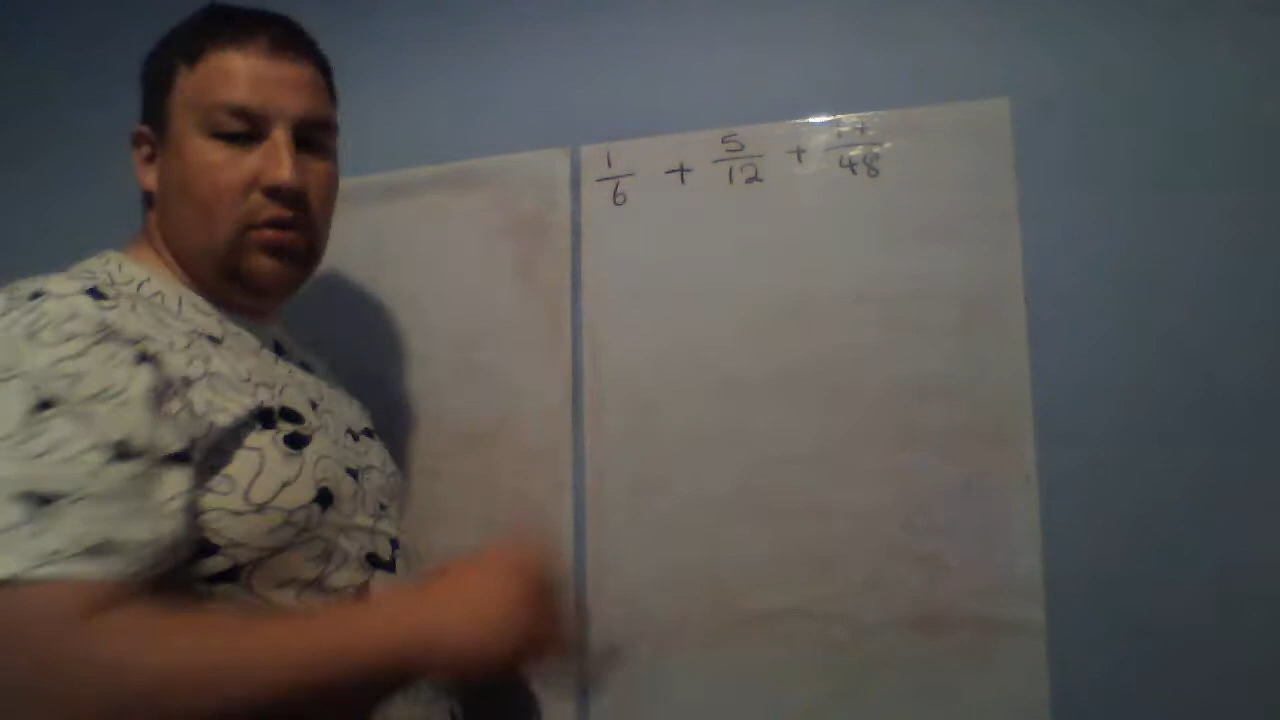 1/6 + 5/12 + /48